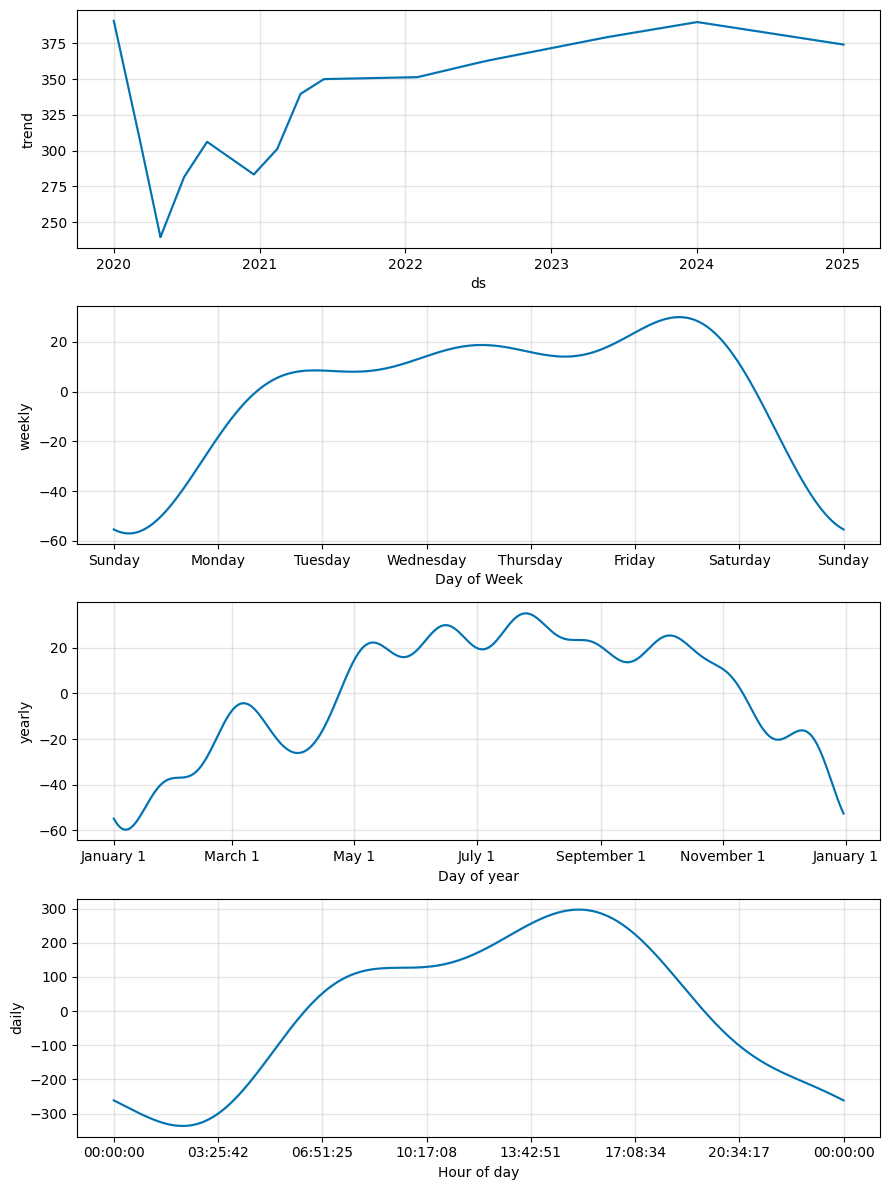 375
350
325
300
275
250
trend
2020 2021 2022 2023 2024 2025
ds
20
0
−20
−40
−60
weekly
Sunday Monday Tuesday Wednesday Thursday Friday Saturday Sunday
Day of Week
20
0
−20
−40
−60
yearly
January 1 March 1 May 1 July 1 September 1 November 1 January 1
Day of year
300
200
100
0
−100
−200
−300
daily
00:00:00 03:25:42 06:51:25 10:17:08 13:42:51 17:08:34 20:34:17 00:00:00
Hour of day